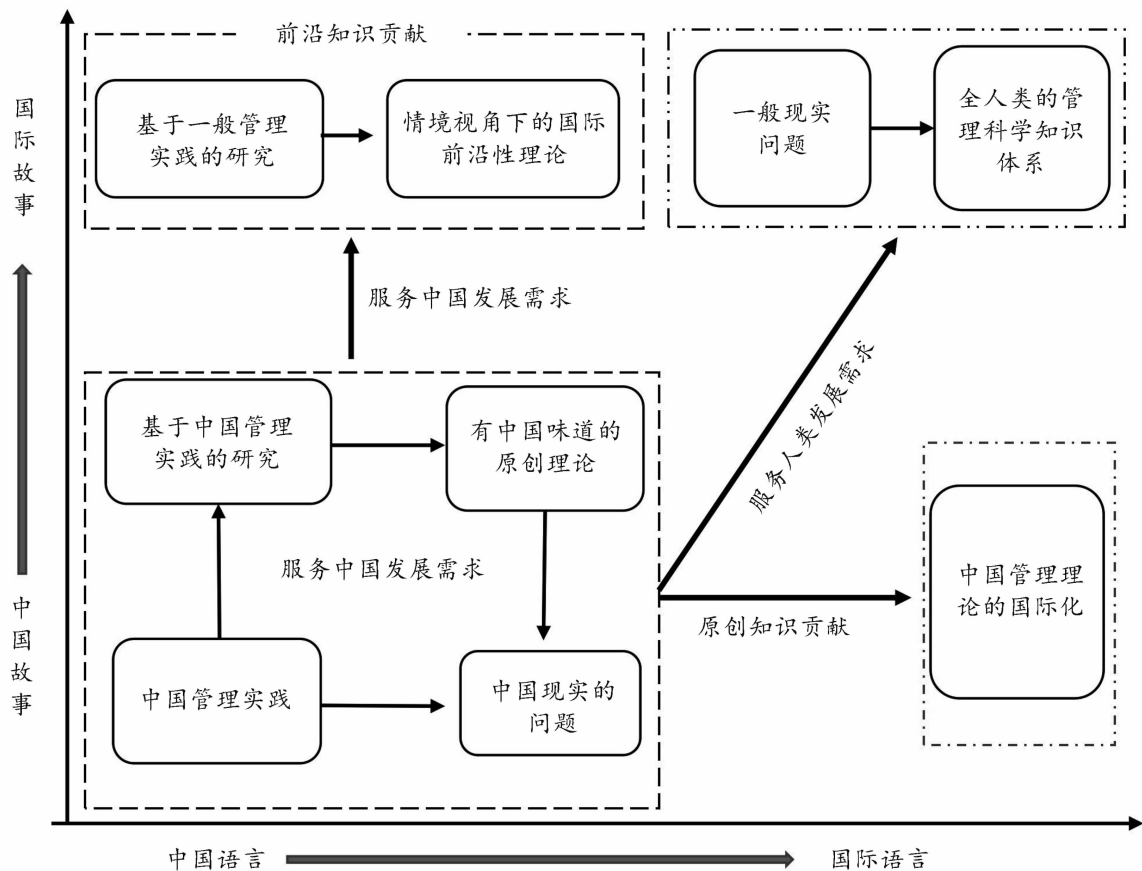 前沿知识贡献
国际故事
基于一般管理
实践的研究
情境视角下的国际
前沿性理论
一般现实
问题
全人类的管
理科学知识
体系
服务中国发展需求
服务人类发展需求
基于中国管理
实践的研究
有中国味道的
原创理论
服务中国发展需求
中国管理理
论的国际化
原创知识贡献
中国故事
中国管理实践
中国现实的
问题
中国语言
国际语言